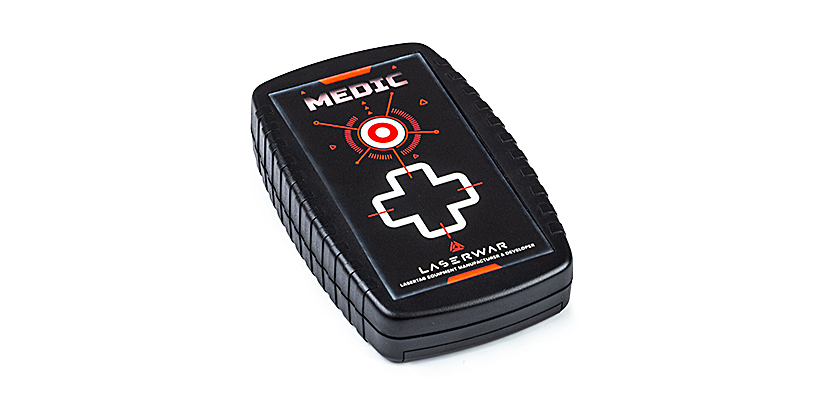 MEDIC
LASERWAR
LASERTAG EQUIPMENT MANUFACTURER & DEVELOPER